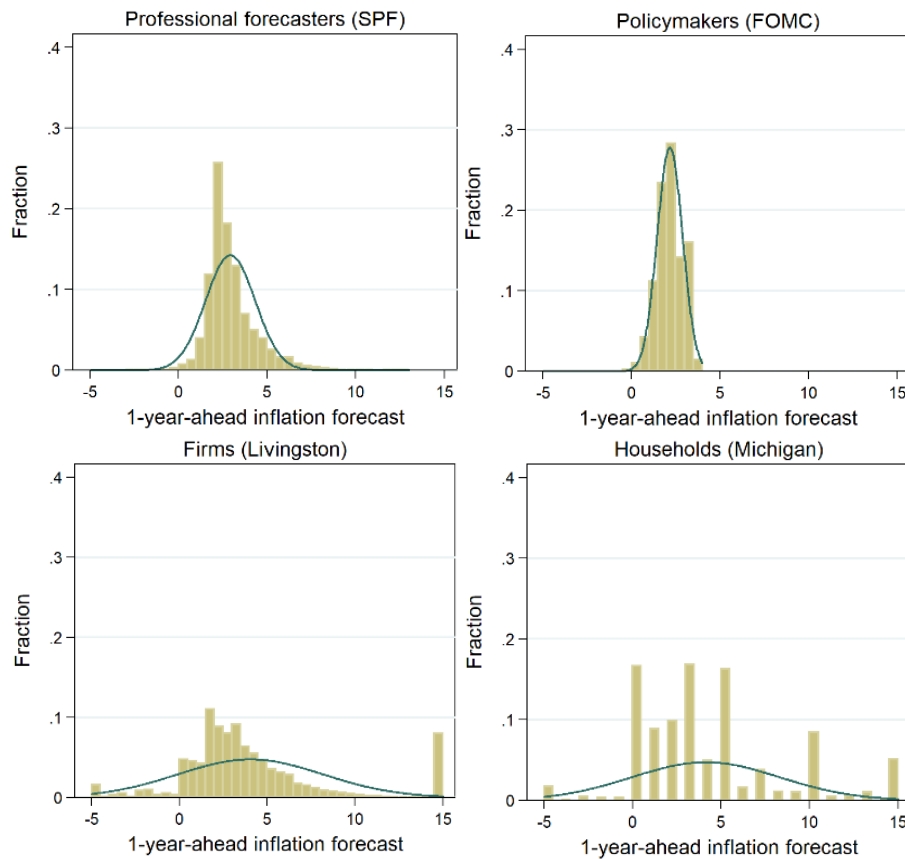 Professional forecasters (SPF)
.4
.3
.2
.1
0
Fraction
-5 0 5 10 15
1-year-ahead inflation forecast
Policymakers (FOMC)
.4
.3
.2
.1
0
Fraction
-5 0 5 10 15
1-year-ahead inflation forecast
Firms (Livingston)
.4
.3
.2
.1
0
Fraction
-5 0 5 10 15
1-year-ahead inflation forecast
Households (Michigan)
.4
.3
.2
.1
0
Fraction
-5 0 5 10 15
1-year-ahead inflation forecast